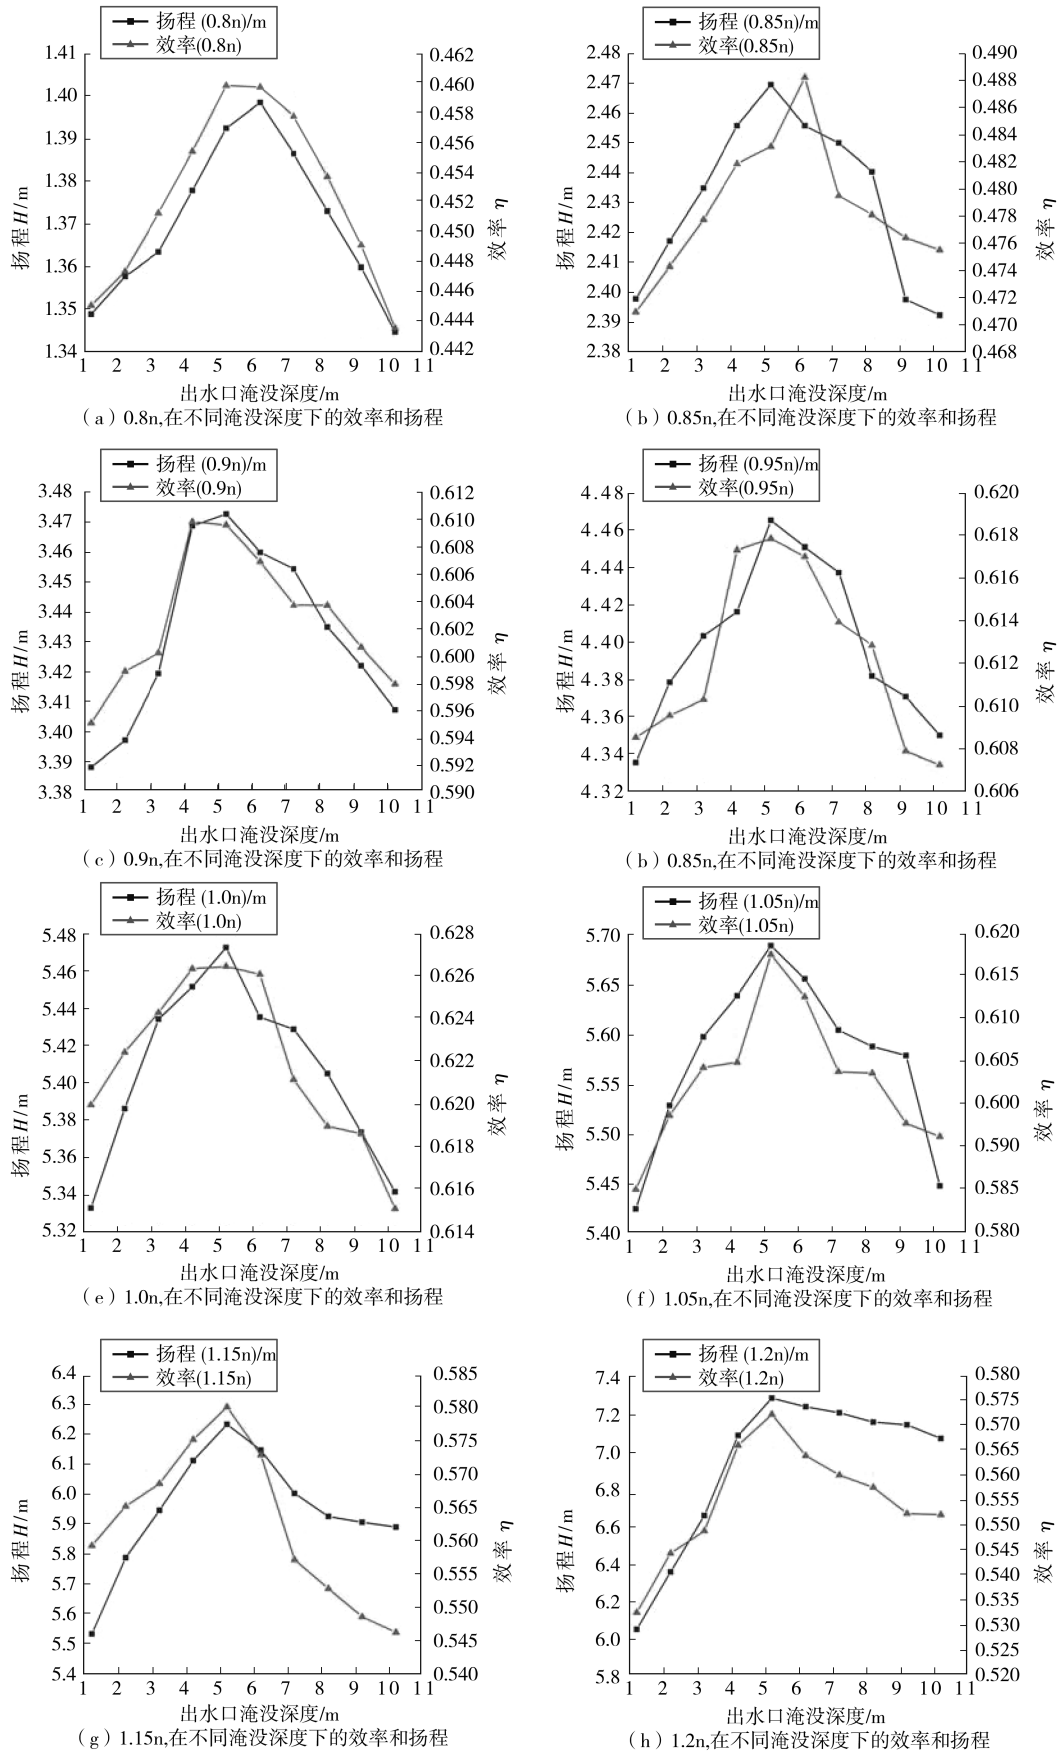 扬程 (0.8n)/m
效率(0.8n)
1.41
1.40
1.39
1.38
1.37
1.36
1.35
1.34
扬程H/m
0.462
0.460
0.458
0.456
0.454
0.452
0.450
0.448
0.446
0.444
0.442
效率 η
1 2 3 4 5 6 7 8 9 10 11
出水口淹没深度/m
（a）0.8n,在不同淹没深度下的效率和扬程
扬程 (0.85n)/m
效率(0.85n)
2.48
2.47
2.46
2.45
2.44
2.43
2.42
2.41
2.40
2.39
2.38
扬程H/m
0.490
0.488
0.486
0.484
0.482
0.480
0.478
0.476
0.474
0.472
0.470
0.468
效率 η
1 2 3 4 5 6 7 8 9 10 11
出水口淹没深度/m
（b）0.85n,在不同淹没深度下的效率和扬程
扬程 (0.9n)/m
效率(0.9n)
3.48
3.47
3.46
3.45
3.44
3.43
3.42
3.41
3.40
3.39
3.38
扬程H/m
0.612
0.610
0.608
0.606
0.604
0.602
0.600
0.598
0.596
0.594
0.592
0.590
效率 η
1 2 3 4 5 6 7 8 9 10 11
出水口淹没深度/m
（c）0.9n,在不同淹没深度下的效率和扬程
扬程 (0.95n)/m
效率(0.95n)
4.48
4.46
4.44
4.42
4.40
4.38
4.36
4.34
4.32
扬程H/m
0.620
0.618
0.616
0.614
0.612
0.610
0.608
0.606
效率 η
1 2 3 4 5 6 7 8 9 10 11
出水口淹没深度/m
（b）0.85n,在不同淹没深度下的效率和扬程
扬程 (1.0n)/m
效率(1.0n)
5.48
5.46
5.44
5.42
5.40
5.38
5.36
5.34
5.32
扬程H/m
0.628
0.626
0.624
0.622
0.620
0.618
0.616
0.614
效率 η
1 2 3 4 5 6 7 8 9 10 11
出水口淹没深度/m
（e）1.0n,在不同淹没深度下的效率和扬程
扬程 (1.05n)/m
效率(1.05n)
5.70
5.65
5.60
5.55
5.50
5.45
5.40
扬程H/m
0.620
0.615
0.610
0.605
0.600
0.590
0.585
0.580
效率 η
1 2 3 4 5 6 7 8 9 10 11
出水口淹没深度/m
（f）1.05n,在不同淹没深度下的效率和扬程
扬程 (1.15n)/m
效率(1.15n)
6.4
6.3
6.2
6.1
6.0
5.9
5.8
5.7
5.6
5.5
5.4
扬程H/m
0.585
0.580
0.575
0.570
0.565
0.560
0.555
0.550
0.545
0.540
效率 η
1 2 3 4 5 6 7 8 9 10 11
出水口淹没深度/m
（g）1.15n,在不同淹没深度下的效率和扬程
扬程 (1.2n)/m
效率(1.2n)
7.4
7.2
7.0
6.8
6.6
6.4
6.2
6.0
5.8
扬程H/m
0.580
0.575
0.570
0.565
0.560
0.555
0.550
0.545
0.540
0.530
0.525
0.520
效率 η
1 2 3 4 5 6 7 8 9 10 11
出水口淹没深度/m
（h）1.2n,在不同淹没深度下的效率和扬程